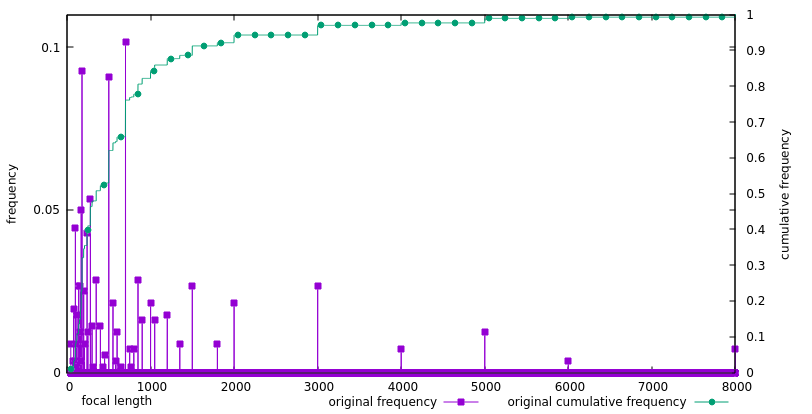 0.1
0.05
0
frequency
1
0.9
0.8
0.7
0.6
0.5
0.4
0.3
0.2
0.1
0
cumulative frequency
0 1000 2000 3000 4000 5000 6000 7000 8000
focal length
original frequency original cumulative frequency